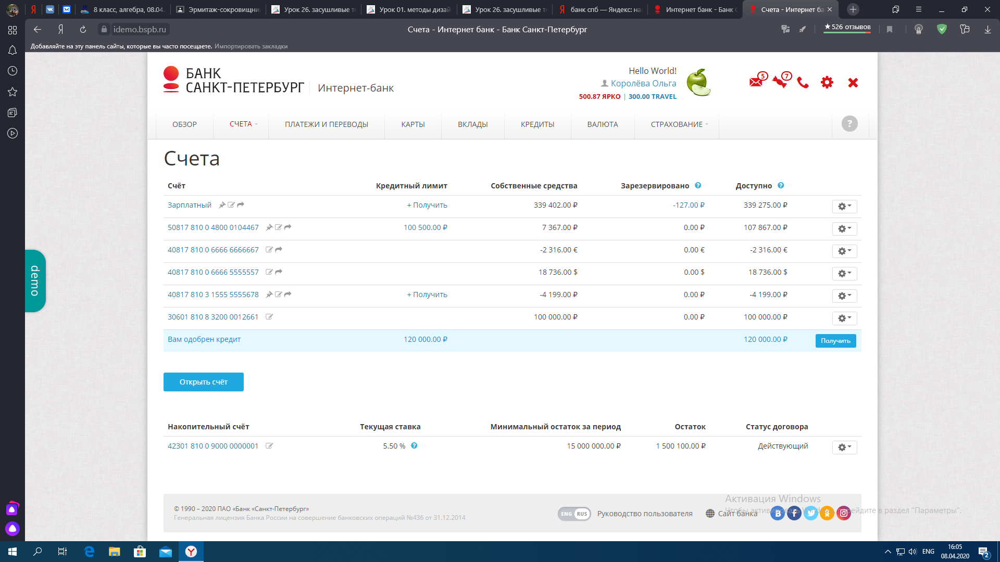 8 класс, алгебра, 08.04.
Эрмитаж-сокровищни
Урок 26. засушливые т
Урок 01. методы дизай
Урок 26. засушливые т
банк спб — Яндекс: на
Интернет банк - Банк С
Счета - Интернет ба
idemo.bspb.ru
Счета - Интернет банк - Банк Санкт-Петербург
★ 526 отзывов
Добавляйте на эту панель сайты, которые вы часто посещаете. Импортировать закладки
БАНК
САНКТ-ПЕТЕРБУРГ
Интернет-банк
Hello World!
Королёва Ольга
500.87 ЯРКО | 300.00 TRAVEL
5
7
ОБЗОР СЧЕТА ПЛАТЕЖИ И ПЕРЕВОДЫ КАРТЫ ВКЛАДЫ КРЕДИТЫ ВАЛЮТА СТРАХОВАНИЕ ?
Счета
Счёт Кредитный лимит Собственные средства Зарезервировано ? Доступно ?
Зарплатный + Получить 339 402.00 ₽ -127.00 ₽ 339 275.00 ₽
50817 810 0 4800 0104467 100 500.00 ₽ 7 367.00 ₽ 0.00 ₽ 107 867.00 ₽
40817 810 0 6666 6666667 -2 316.00 € 0.00 € -2 316.00 €
40817 810 0 6666 5555557 18 736.00 $ 0.00 $ 18 736.00 $
40817 810 3 1555 5555678 + Получить -4 199.00 ₽ 0.00 ₽ -4 199.00 ₽
30601 810 8 3200 0012661 100 000.00 ₽ 0.00 ₽ 100 000.00 ₽
Вам одобрен кредит 120 000.00 ₽ 120 000.00 ₽ Получить
demo
Открыть счёт
Накопительный счёт Текущая ставка Минимальный остаток за период Остаток Статус договора
42301 810 0 9000 0000001 5.50 % ? 15 000 000.00 ₽ 1 500 100.00 ₽ Действующий
© 1990 – 2020 ПАО «Банк «Санкт-Петербург»
Генеральная лицензия Банка России на совершение банковских операций №436 от 31.12.2014
ENG RUS Руководство пользователя Сайт банка
Активация Windows
Чтобы активировать Windows, перейдите в раздел "Параметры".
ENG
16:05
08.04.2020
2